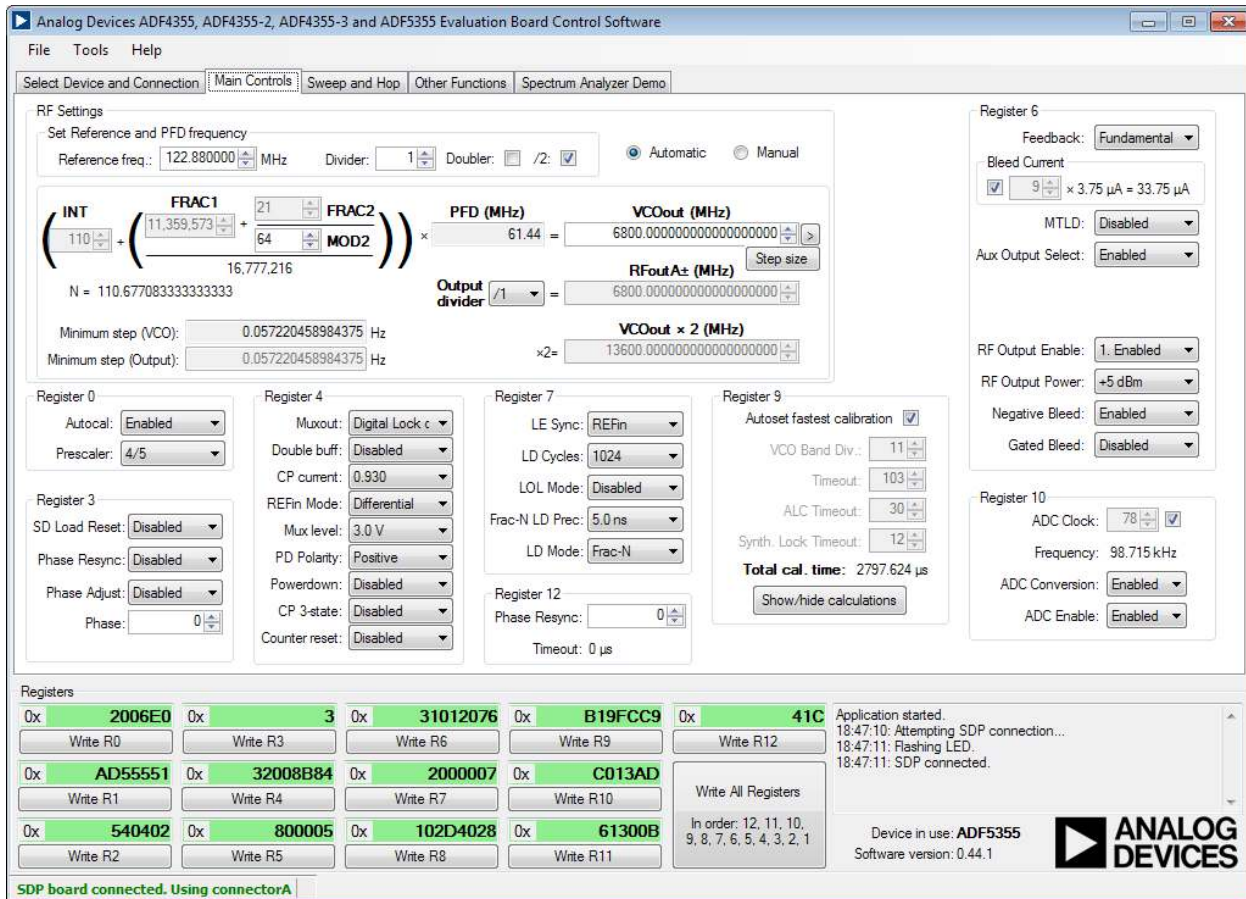 Analog Devices ADF4355, ADF4355-2, ADF4355-3 and ADF5355 Evaluation Board Control Software
File Tools Help
Select Device and Connection Main Controls Sweep and Hop Other Functions Spectrum Analyzer Demo
RF Settings
Set Reference and PFD frequency
Reference freq.: 122.880000 MHz Divider: 1 Doubler: /2:
Automatic Manual
INT FRAC1 21 FRAC2 PFD (MHz) VCOout (MHz)
( 110 + ( 11,359,573 + 64 MOD2 ) ) × 61.44 = 6800.000000000000000000 >
16,777,216
Step size
N = 110.677083333333333
Output divider /1 = RFoutA± (MHz) 6800.000000000000000000
Minimum step (VCO): 0.057220458984375 Hz
Minimum step (Output): 0.057220458984375 Hz
VCOout × 2 (MHz)
×2= 13600.000000000000000000
Register 6
Feedback: Fundamental
Bleed Current
9 × 3.75 µA = 33.75 µA
MTLD: Disabled
Aux Output Select: Enabled
RF Output Enable: 1. Enabled
RF Output Power: +5 dBm
Negative Bleed: Enabled
Gated Bleed: Disabled
Register 0
Autocal: Enabled
Prescaler: 4/5
Register 3
SD Load Reset: Disabled
Phase Resync: Disabled
Phase Adjust: Disabled
Phase: 0
Register 4
Muxout: Digital Lock c
Double buff: Disabled
CP current: 0.930
REFin Mode: Differential
Mux level: 3.0 V
PD Polarity: Positive
Powerdown: Disabled
CP 3-state: Disabled
Counter reset: Disabled
Register 7
LE Sync: REFin
LD Cycles: 1024
LOL Mode: Disabled
Frac-N LD Prec: 5.0 ns
LD Mode: Frac-N
Register 12
Phase Resync: 0
Timeout: 0 µs
Register 9
Autoset fastest calibration
VCO Band Div.: 11
Timeout: 103
ALC Timeout: 30
Synth. Lock Timeout: 12
Total cal. time: 2797.624 µs
Show/hide calculations
Register 10
ADC Clock: 78
Frequency: 98.715 kHz
ADC Conversion: Enabled
ADC Enable: Enabled
Registers
0x 2006E0 0x 3 0x 31012076 0x B19FCC9 0x 41C
Write R0 Write R3 Write R6 Write R9 Write R12
0x AD55551 0x 32008B84 0x 2000007 0x C013AD
Write R1 Write R4 Write R7 Write R10
0x 540402 0x 800005 0x 102D4028 0x 61300B
Write R2 Write R5 Write R8 Write R11
Write All Registers
In order: 12, 11, 10,
9, 8, 7, 6, 5, 4, 3, 2, 1
Application started.
18:47:10: Attempting SDP connection...
18:47:11: Flashing LED.
18:47:11: SDP connected.
Device in use: ADF5355
Software version: 0.44.1
ANALOG
DEVICES
SDP board connected. Using connectorA